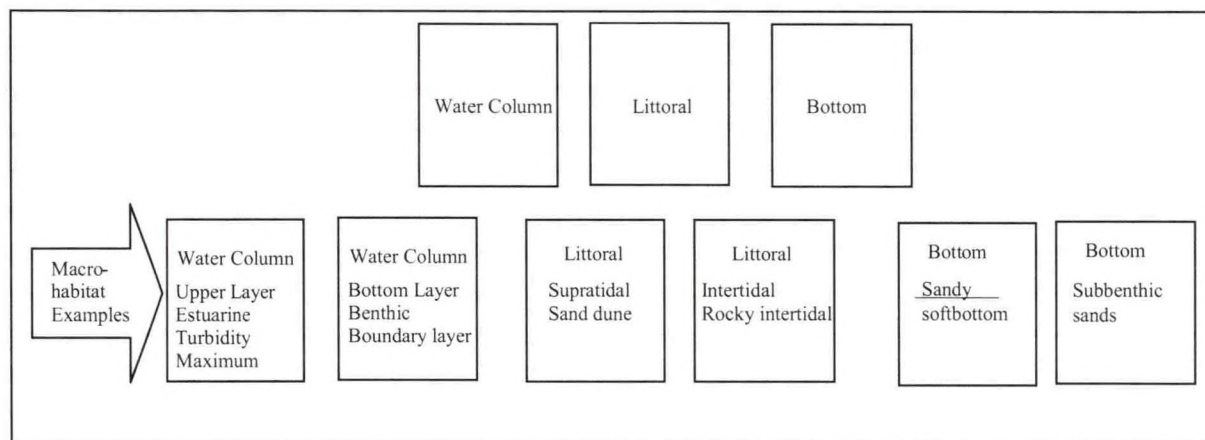 Water Column
Littoral
Bottom
Macro-
habitat
Examples
Water Column
Upper Layer
Estuarine
Turbidity
Maximum
Water Column
Bottom Layer
Benthic
Boundary layer
Littoral
Supratidal
Sand dune
Littoral
Intertidal
Rocky intertidal
Bottom
Sandy
softbottom
Bottom
Subbenthic
sands